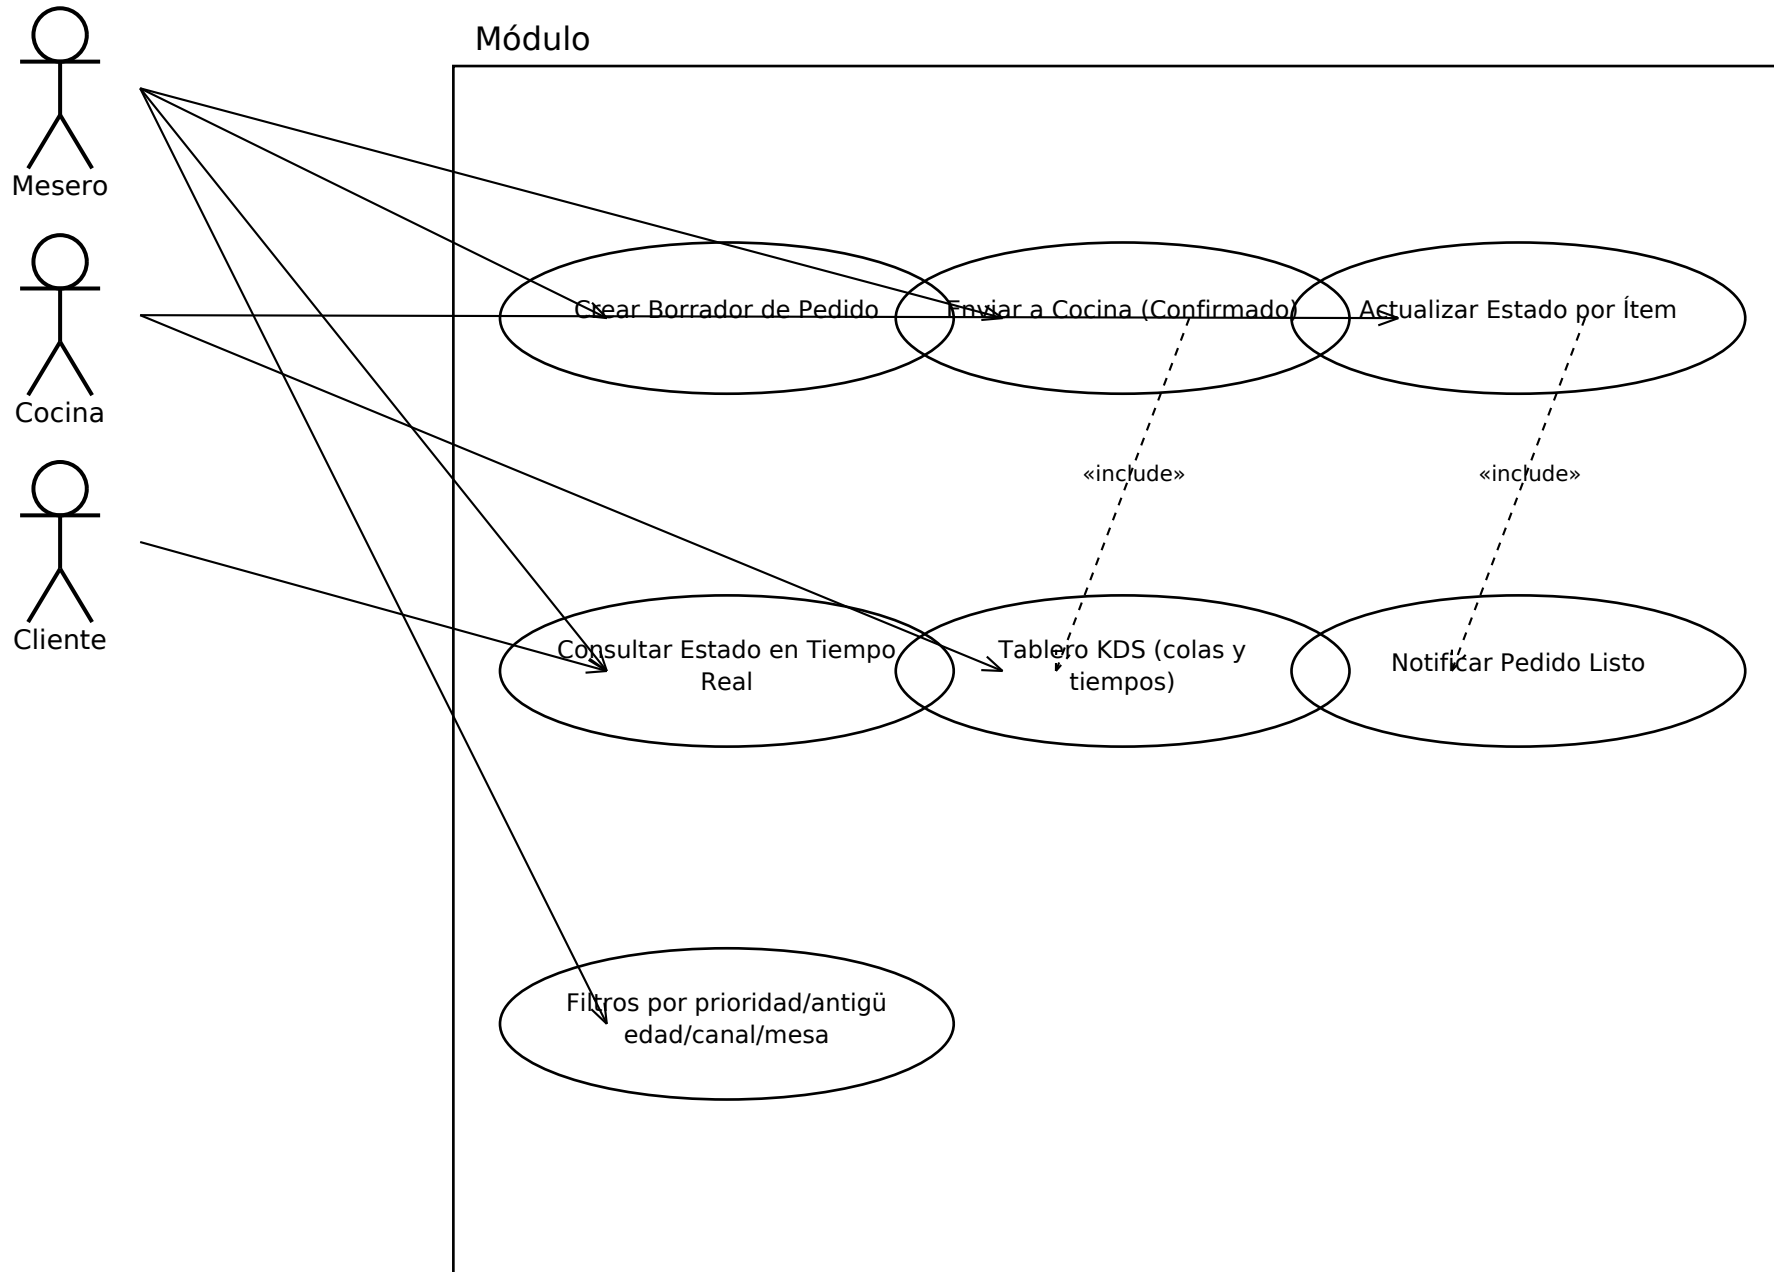 Módulo
Mesero
Cocina
Cliente
Crear Borrador de Pedido
Enviar a Cocina (Confirmado)
Actualizar Estado por Ítem
«include»
«include»
Consultar Estado en Tiempo
Real
Tablero KDS (colas y
tiempos)
Notificar Pedido Listo
Filtros por prioridad/antigü
edad/canal/mesa